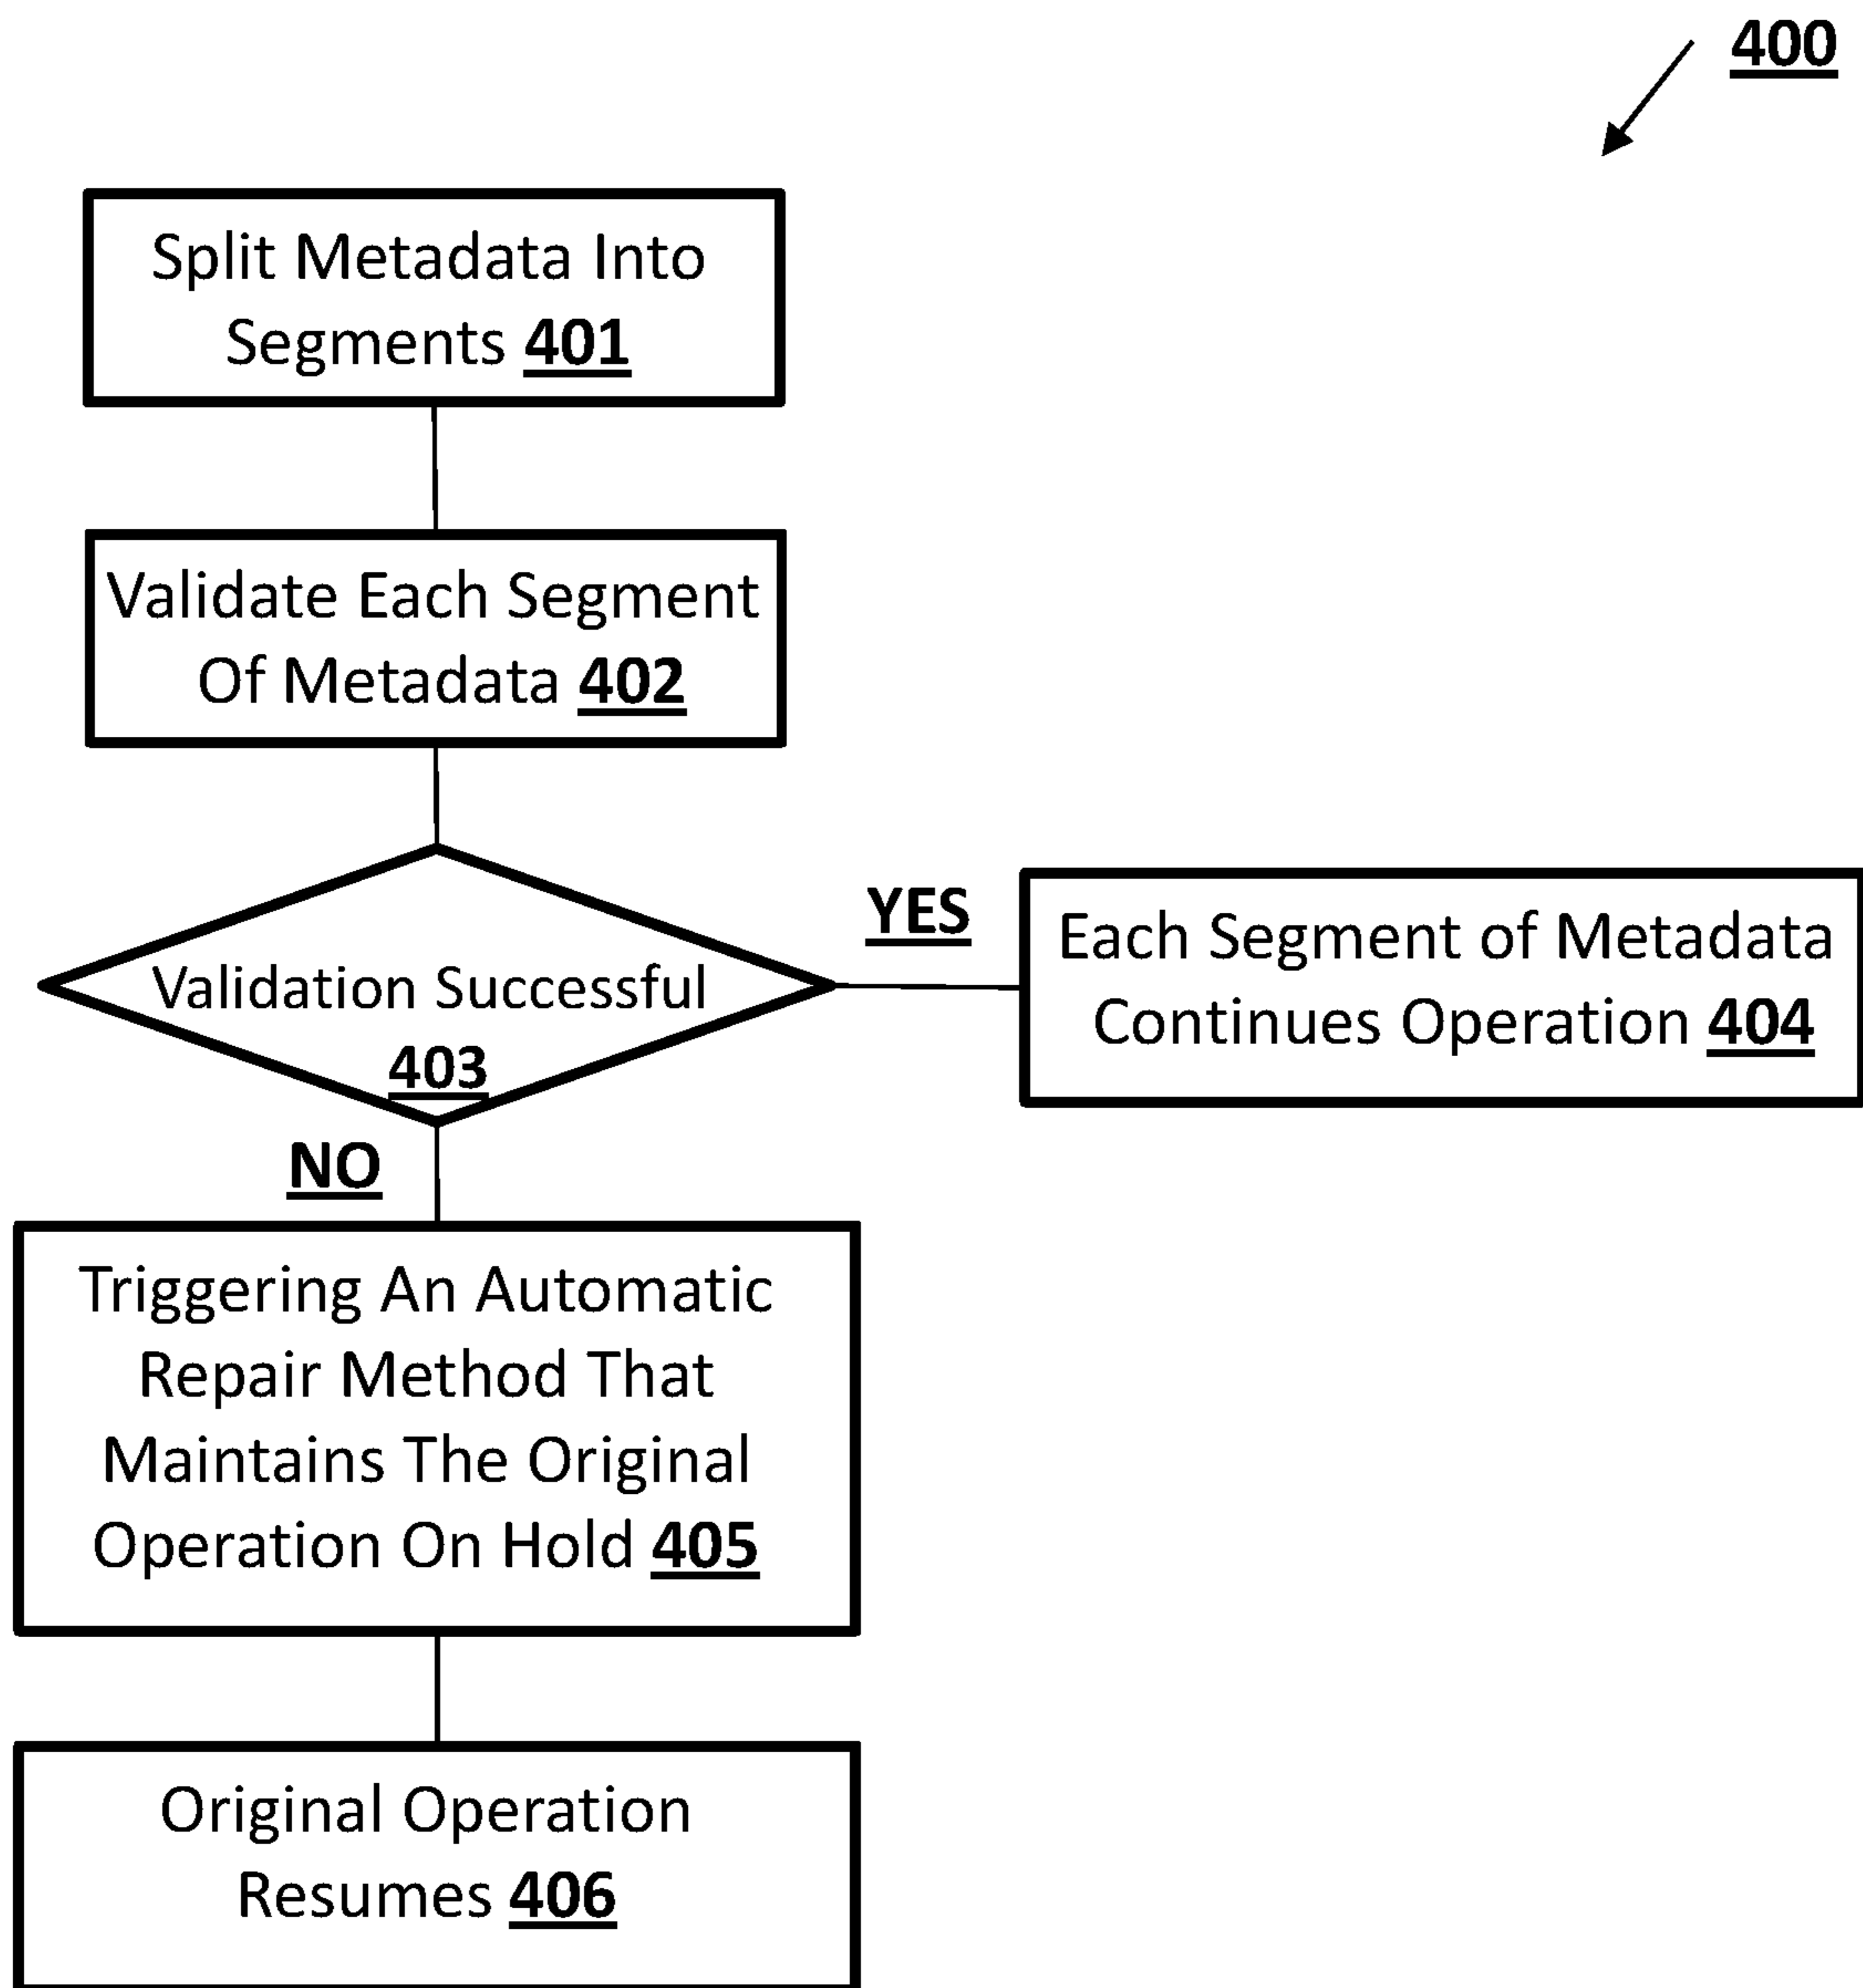 400
Split Metadata Into
Segments 401
Validate Each Segment
Of Metadata 402
Validation Successful
403
YES
Each Segment of Metadata
Continues Operation 404
NO
Triggering An Automatic
Repair Method That
Maintains The Original
Operation On Hold 405
Original Operation
Resumes 406